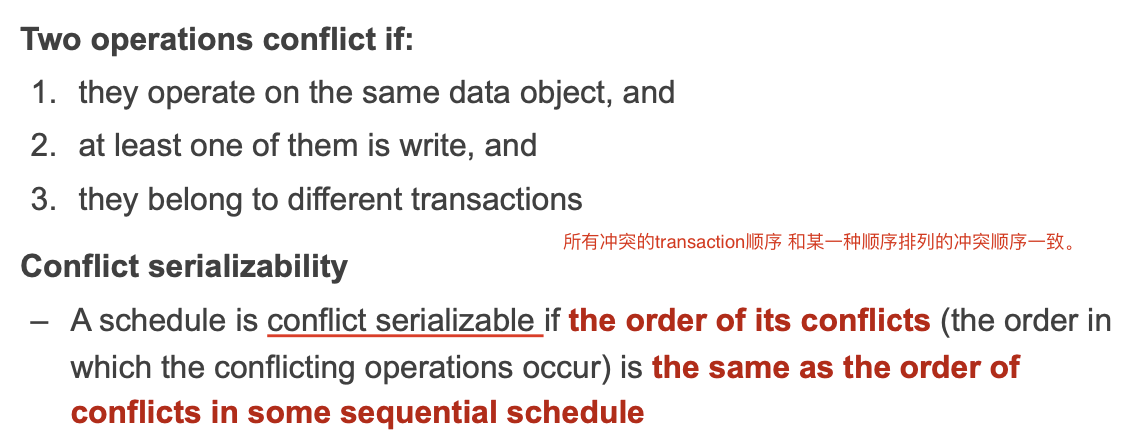 Two operations conflict if:
1. they operate on the same data object, and
2. at least one of them is write, and
3. they belong to different transactions
所有冲突的transaction顺序 和某一种顺序排列的冲突顺序一致。
Conflict serializability
– A schedule is conflict serializable if the order of its conflicts (the order in
which the conflicting operations occur) is the same as the order of
conflicts in some sequential schedule